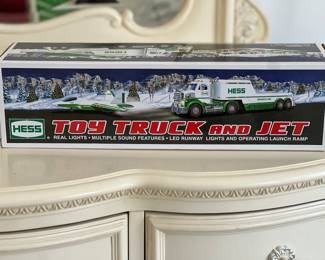 HESS
HESS
TOY TRUCK AND JET
REAL LIGHTS • MULTIPLE SOUND FEATURES • LED RUNWAY LIGHTS AND OPERATING LAUNCH RAMP